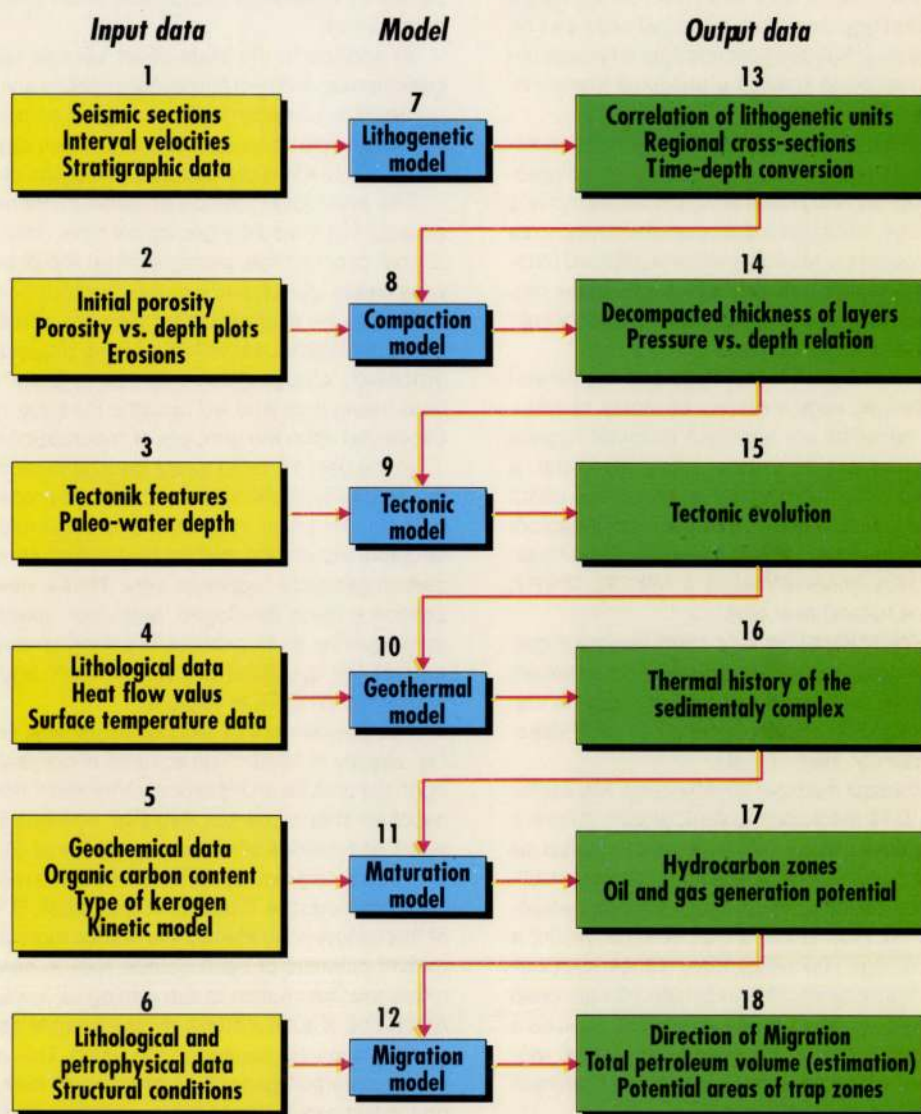 Input data
Model
Output data
1
Seismic sections
Interval velocities
Stratigraphic data
7
Lithogenetic
model
13
Correlation of lithogenetic units
Regional cross-sections
Time-depth conversion
2
Initial porosity
Porosity vs. depth plots
Erosions
8
Compaction
model
14
Decompacted thickness of layers
Pressure vs. depth relation
3
Tectonik features
Paleo-water depth
9
Tectonic
model
15
Tectonic evolution
4
Lithological data
Heat flow valus
Surface temperature data
10
Geothermal
model
16
Thermal history of the
sedimentaly complex
5
Geochemical data
Organic carbon content
Type of kerogen
Kinetic model
11
Maturation
model
17
Hydrocarbon zones
Oil and gas generation potential
6
Lithological and
petrophysical data
Structural conditions
12
Migration
model
18
Direction of Migration
Total petroleum volume (estimation)
Potential areas of trap zones